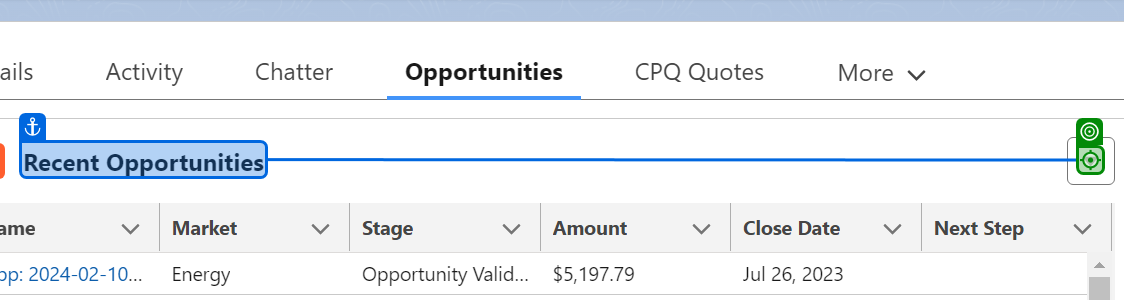 ails Activity Chatter Opportunities CPQ Quotes More
Recent Opportunities
ame Market Stage Amount Close Date Next Step
pp: 2024-02-10... Energy Opportunity Valid... $5,197.79 Jul 26, 2023